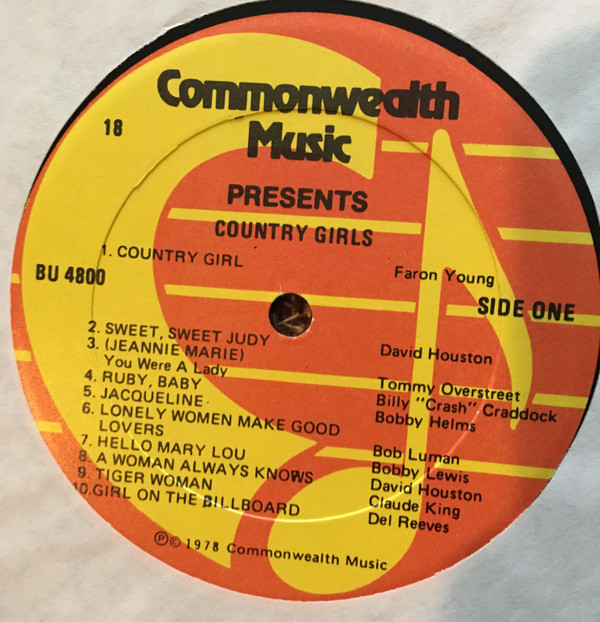 Commonwealth
Music
18
PRESENTS
COUNTRY GIRLS
1. COUNTRY GIRL Faron Young
BU 4800
SIDE ONE
2. SWEET, SWEET JUDY David Houston
3. (JEANNIE MARIE)
You Were A Lady Tommy Overstreet
4. RUBY, BABY Billy "Crash" Craddock
5. JACQUELINE Bobby Helms
6. LONELY WOMEN MAKE GOOD
LOVERS Bob Luman
7. HELLO MARY LOU Bobby Lewis
8. A WOMAN ALWAYS KNOWS David Houston
9. TIGER WOMAN Claude King
10. GIRL ON THE BILLBOARD Del Reeves
℗© 1978 Commonwealth Music